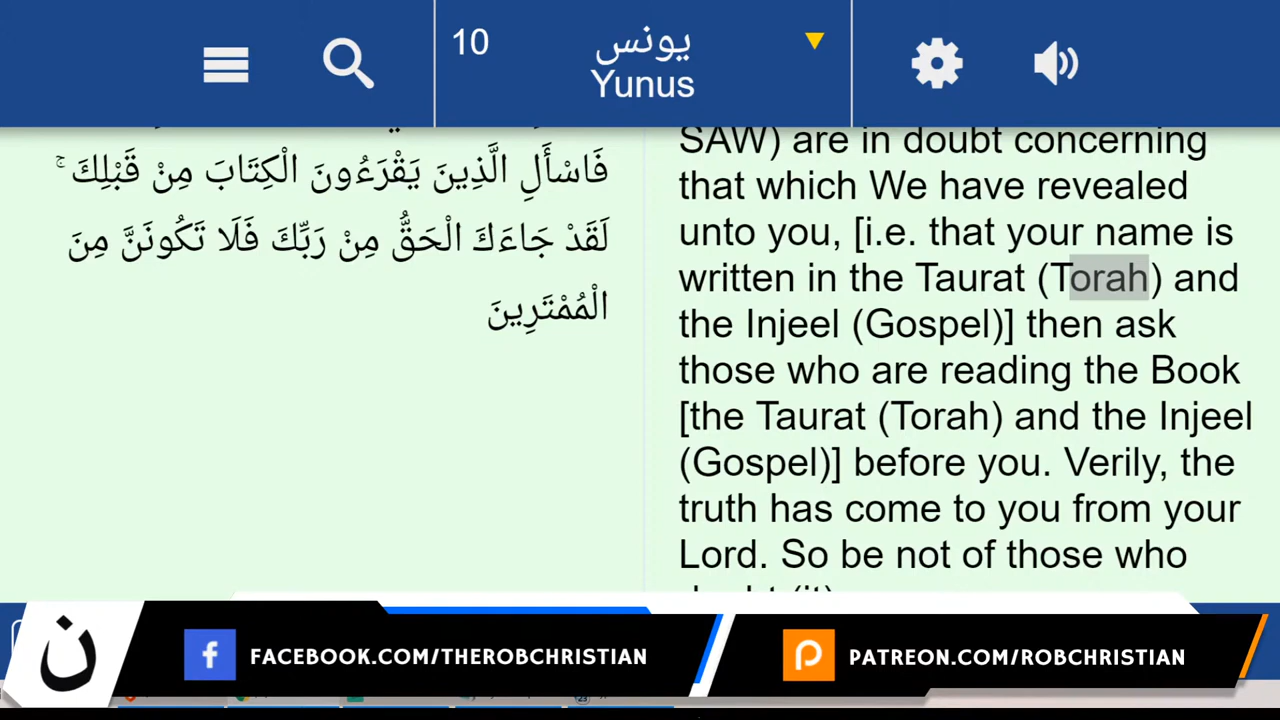 10
يونس
Yunus
فَاسْأَلِ الَّذِينَ يَقْرَءُونَ الْكِتَابَ مِنْ قَبْلِكَ ۚ
لَقَدْ جَاءَكَ الْحَقُّ مِنْ رَبِّكَ فَلَا تَكُونَنَّ مِنَ
الْمُمْتَرِينَ
SAW) are in doubt concerning
that which We have revealed
unto you, [i.e. that your name is
written in the Taurat (Torah) and
the Injeel (Gospel)] then ask
those who are reading the Book
[the Taurat (Torah) and the Injeel
(Gospel)] before you. Verily, the
truth has come to you from your
Lord. So be not of those who
ن
f
FACEBOOK.COM/THEROBCHRISTIAN
PATREON.COM/ROBCHRISTIAN